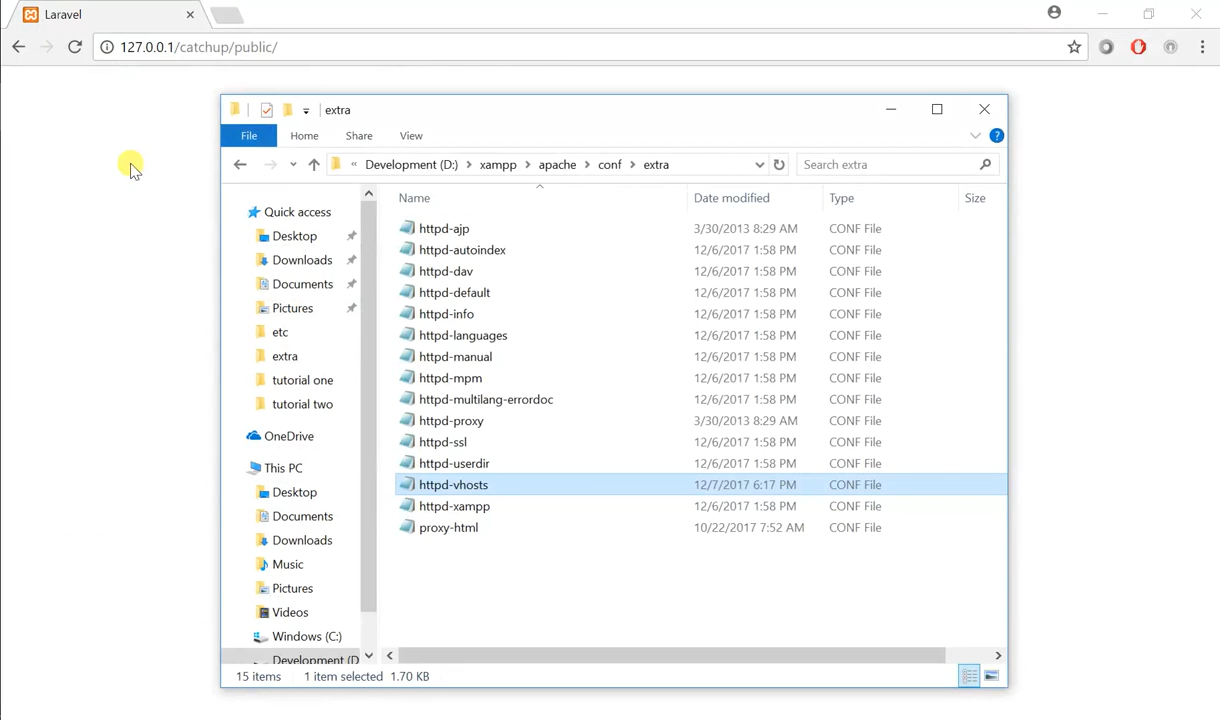 Laravel
127.0.0.1/catchup/public/
extra
File Home Share View
« Development (D:) > xampp > apache > conf > extra
Search extra
Name Date modified Type Size
Quick access
Desktop
Downloads
Documents
Pictures
etc
extra
tutorial one
tutorial two
OneDrive
This PC
Desktop
Documents
Downloads
Music
Pictures
Videos
Windows (C:)
Development (D
httpd-ajp 3/30/2013 8:29 AM CONF File
httpd-autoindex 12/6/2017 1:58 PM CONF File
httpd-dav 12/6/2017 1:58 PM CONF File
httpd-default 12/6/2017 1:58 PM CONF File
httpd-info 12/6/2017 1:58 PM CONF File
httpd-languages 12/6/2017 1:58 PM CONF File
httpd-manual 12/6/2017 1:58 PM CONF File
httpd-mpm 12/6/2017 1:58 PM CONF File
httpd-multilang-errordoc 12/6/2017 1:58 PM CONF File
httpd-proxy 3/30/2013 8:29 AM CONF File
httpd-ssl 12/6/2017 1:58 PM CONF File
httpd-userdir 12/6/2017 1:58 PM CONF File
httpd-vhosts 12/7/2017 6:17 PM CONF File
httpd-xampp 12/6/2017 1:58 PM CONF File
proxy-html 10/22/2017 7:52 AM CONF File
15 items 1 item selected 1.70 KB